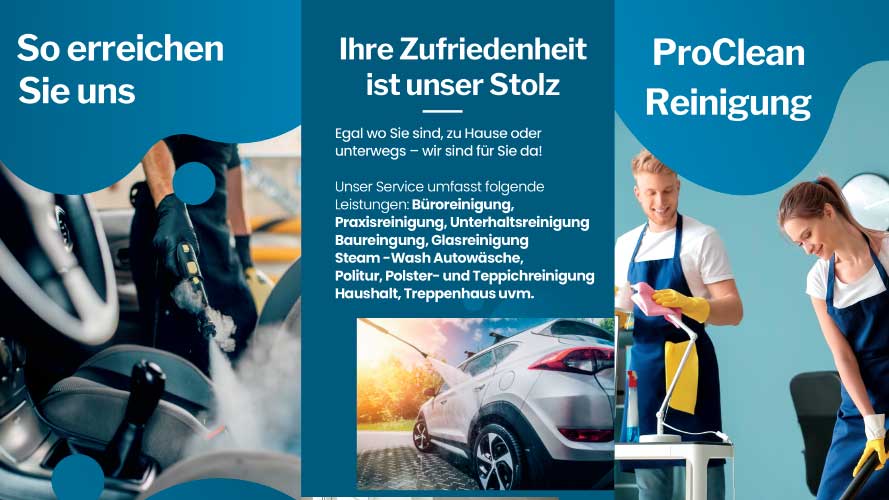 So erreichen
Sie uns
Ihre Zufriedenheit
ist unser Stolz
Egal wo Sie sind, zu Hause oder
unterwegs – wir sind für Sie da!
Unser Service umfasst folgende
Leistungen: Büroreinigung,
Praxisreinigung, Unterhaltsreinigung
Baureingung, Glasreinigung
Steam -Wash Autowäsche,
Politur, Polster- und Teppichreinigung
Haushalt, Treppenhaus uvm.
ProClean
Reinigung